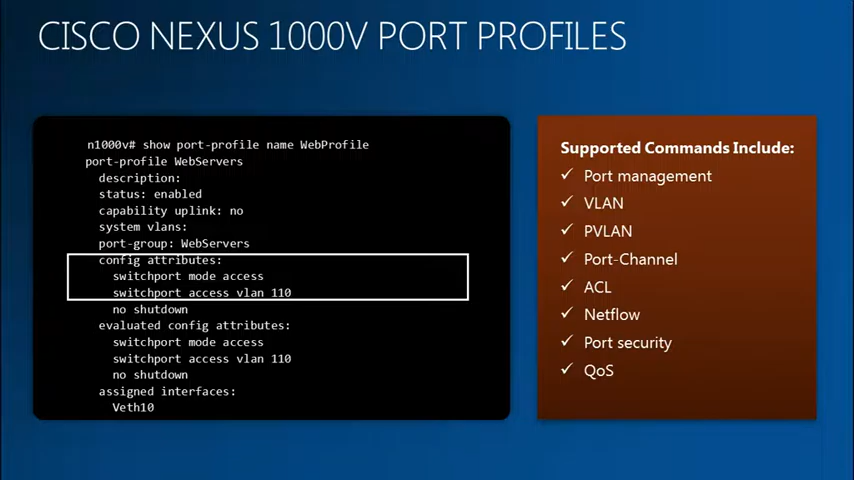 CISCO NEXUS 1000V PORT PROFILES
n1000v# show port-profile name WebProfile
port-profile WebServers
description:
status: enabled
capability uplink: no
system vlans:
port-group: WebServers
config attributes:
switchport mode access
switchport access vlan 110
no shutdown
evaluated config attributes:
switchport mode access
switchport access vlan 110
no shutdown
assigned interfaces:
Veth10
Supported Commands Include:
✓ Port management
✓ VLAN
✓ PVLAN
✓ Port-Channel
✓ ACL
✓ Netflow
✓ Port security
✓ QoS